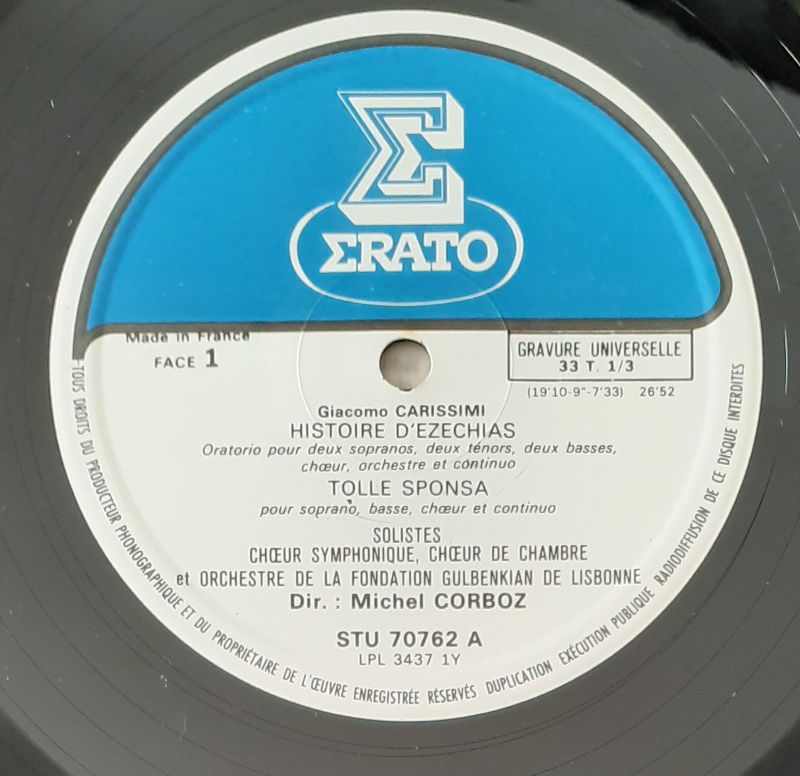 Σ
ΣRATO
Made in France
FACE 1
GRAVURE UNIVERSELLE
33 T. 1/3
(19'10-9"-7'33) 26'52
Giacomo CARISSIMI
HISTOIRE D'EZECHIAS
Oratorio pour deux sopranos, deux ténors, deux basses,
chœur, orchestre et continuo
TOLLE SPONSA
pour soprano, basse, chœur et continuo
SOLISTES
CHŒUR SYMPHONIQUE, CHŒUR DE CHAMBRE
et ORCHESTRE DE LA FONDATION GULBENKIAN DE LISBONNE
Dir. : Michel CORBOZ
STU 70762 A
LPL 3437 1Y
TOUS DROITS DU PRODUCTEUR PHONOGRAPHIQUE ET DU PROPRIÉTAIRE DE L'ŒUVRE ENREGISTRÉE RÉSERVÉS DUPLICATION EXÉCUTION PUBLIQUE RADIODIFFUSION DE CE DISQUE INTERDITES